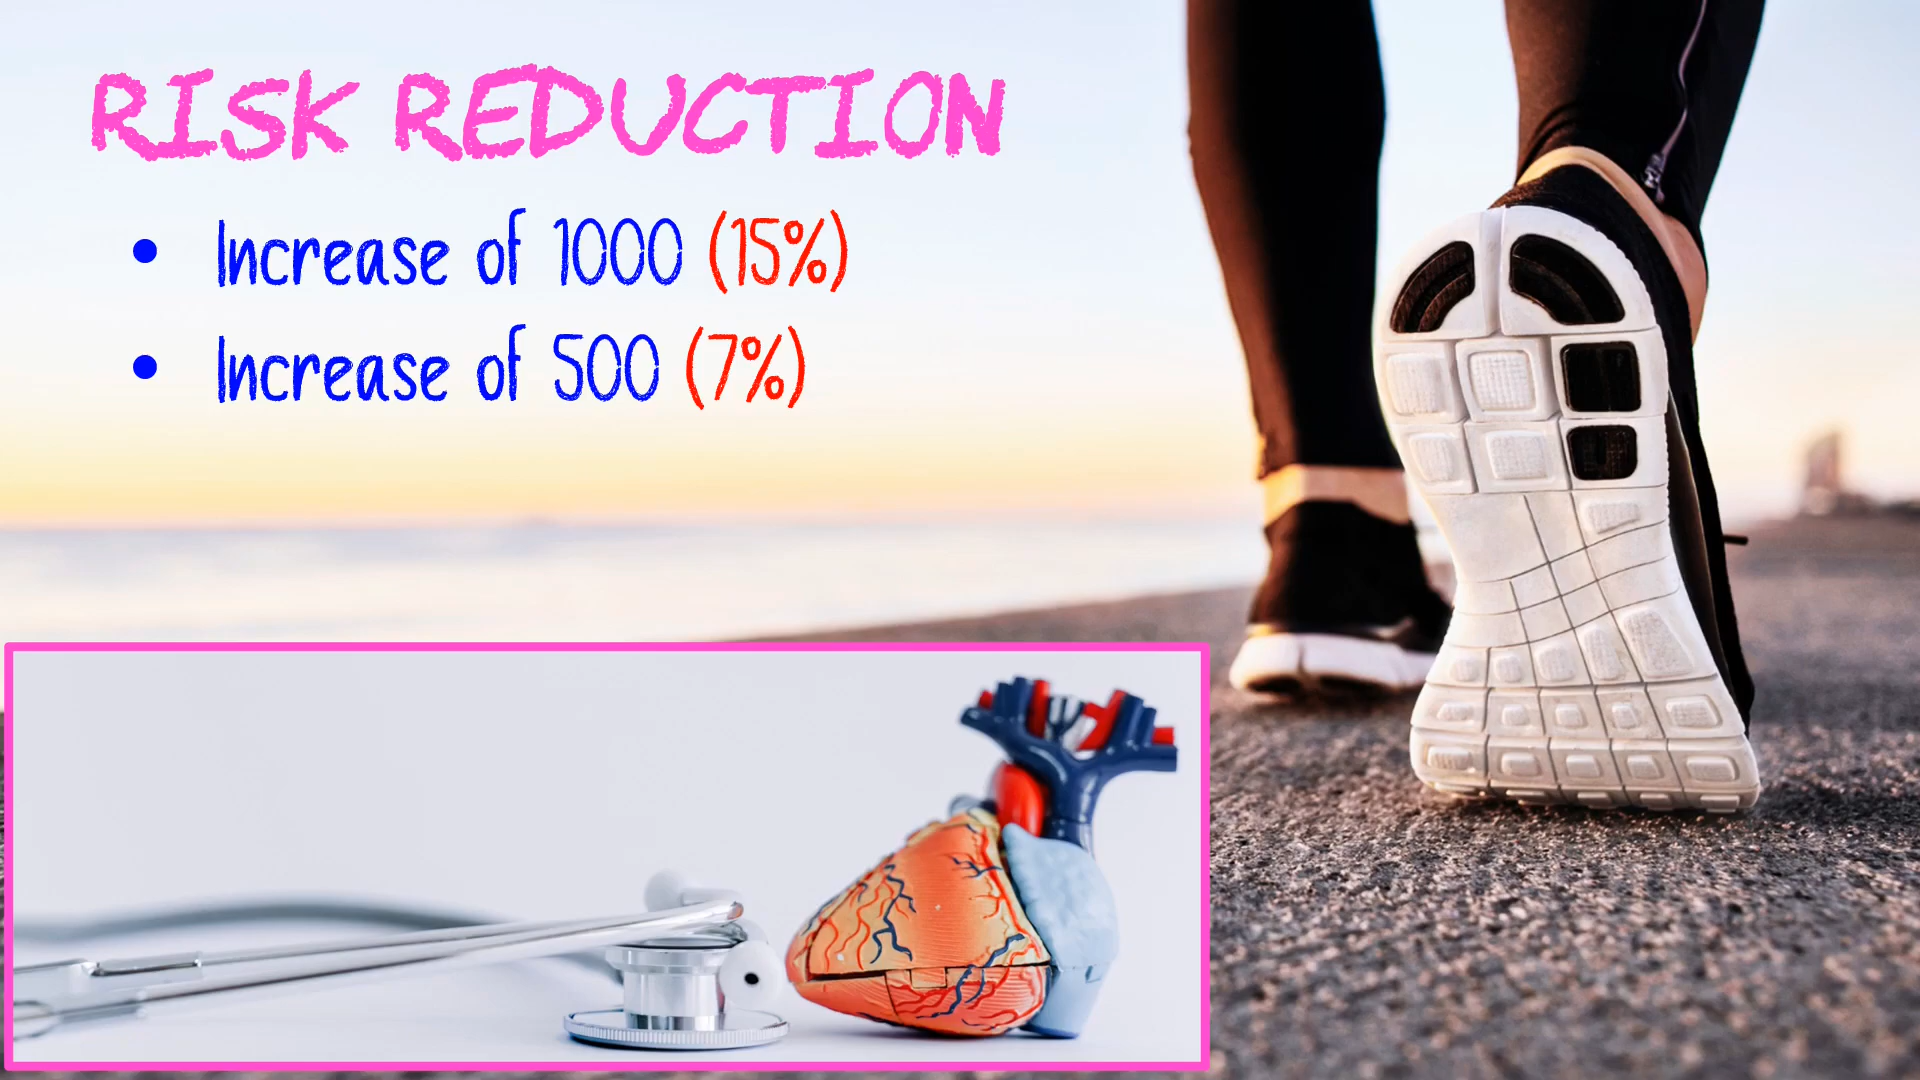 RISK REDUCTION
• Increase of 1000 (15%)
• Increase of 500 (7%)